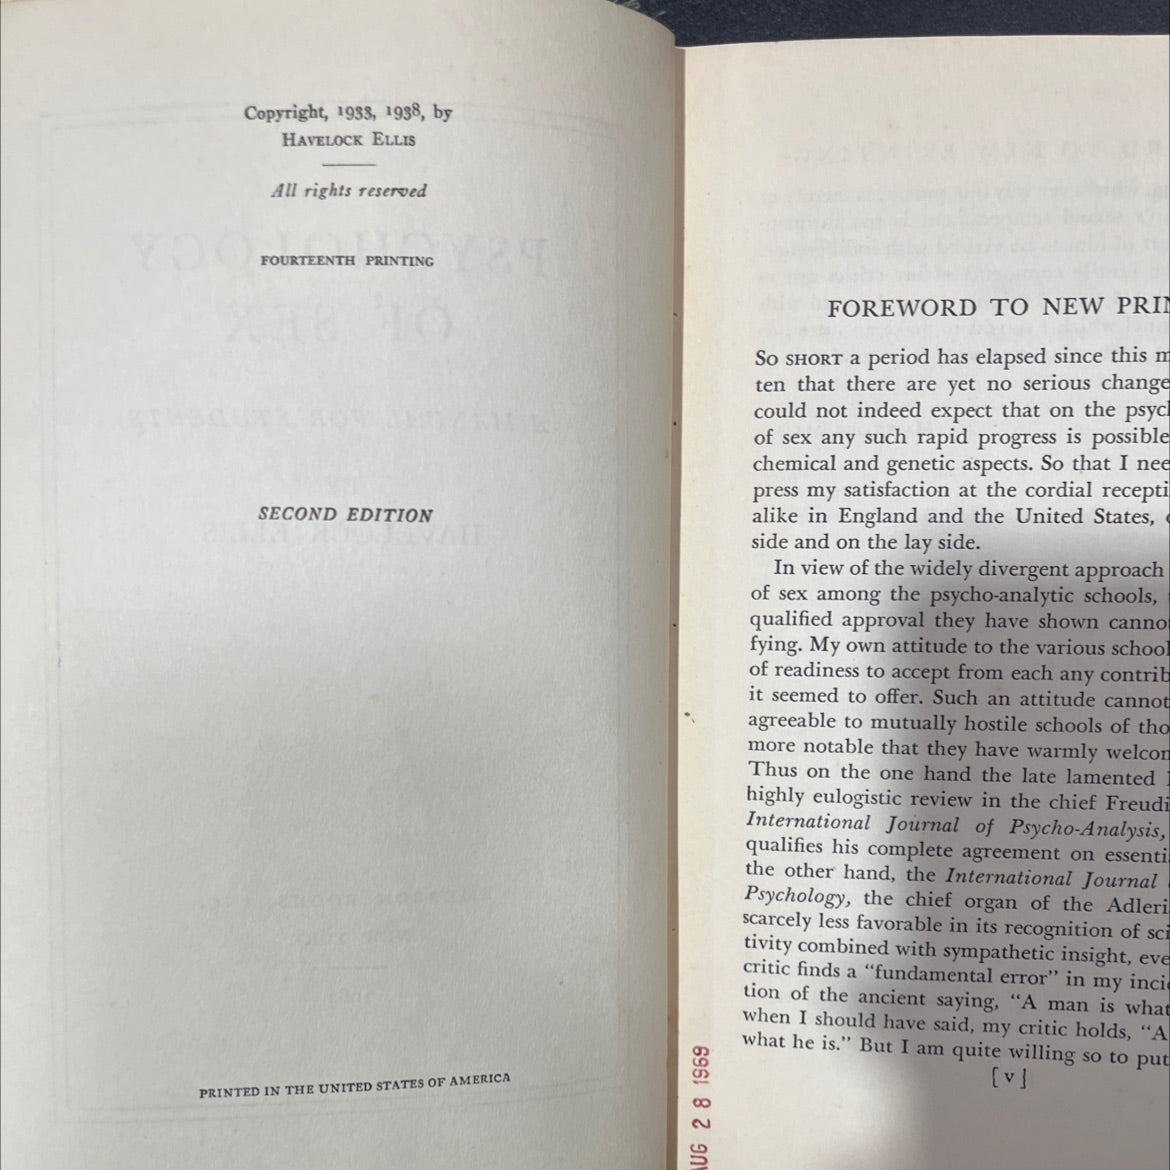 Copyright, 1933, 1938, by
HAVELOCK ELLIS
All rights reserved
FOURTEENTH PRINTING
SECOND EDITION
PRINTED IN THE UNITED STATES OF AMERICA
FOREWORD TO NEW PRIN
So SHORT a period has elapsed since this m
ten that there are yet no serious change
could not indeed expect that on the psych
of sex any such rapid progress is possible
chemical and genetic aspects. So that I nee
press my satisfaction at the cordial recepti
alike in England and the United States,
side and on the lay side.
In view of the widely divergent approach
of sex among the psycho-analytic schools,
qualified approval they have shown canno
fying. My own attitude to the various school
of readiness to accept from each any contrib
it seemed to offer. Such an attitude cannot
agreeable to mutually hostile schools of tho
more notable that they have warmly welcom
Thus on the one hand the late lamented
highly eulogistic review in the chief Freudi
International Journal of Psycho-Analysis,
qualifies his complete agreement on essenti
the other hand, the International Journal
Psychology, the chief organ of the Adleri
scarcely less favorable in its recognition of sci
tivity combined with sympathetic insight, eve
critic finds a “fundamental error” in my inci
tion of the ancient saying, “A man is what
when I should have said, my critic holds, “A
what he is.” But I am quite willing so to put
[ v ]
AUG 28 1969